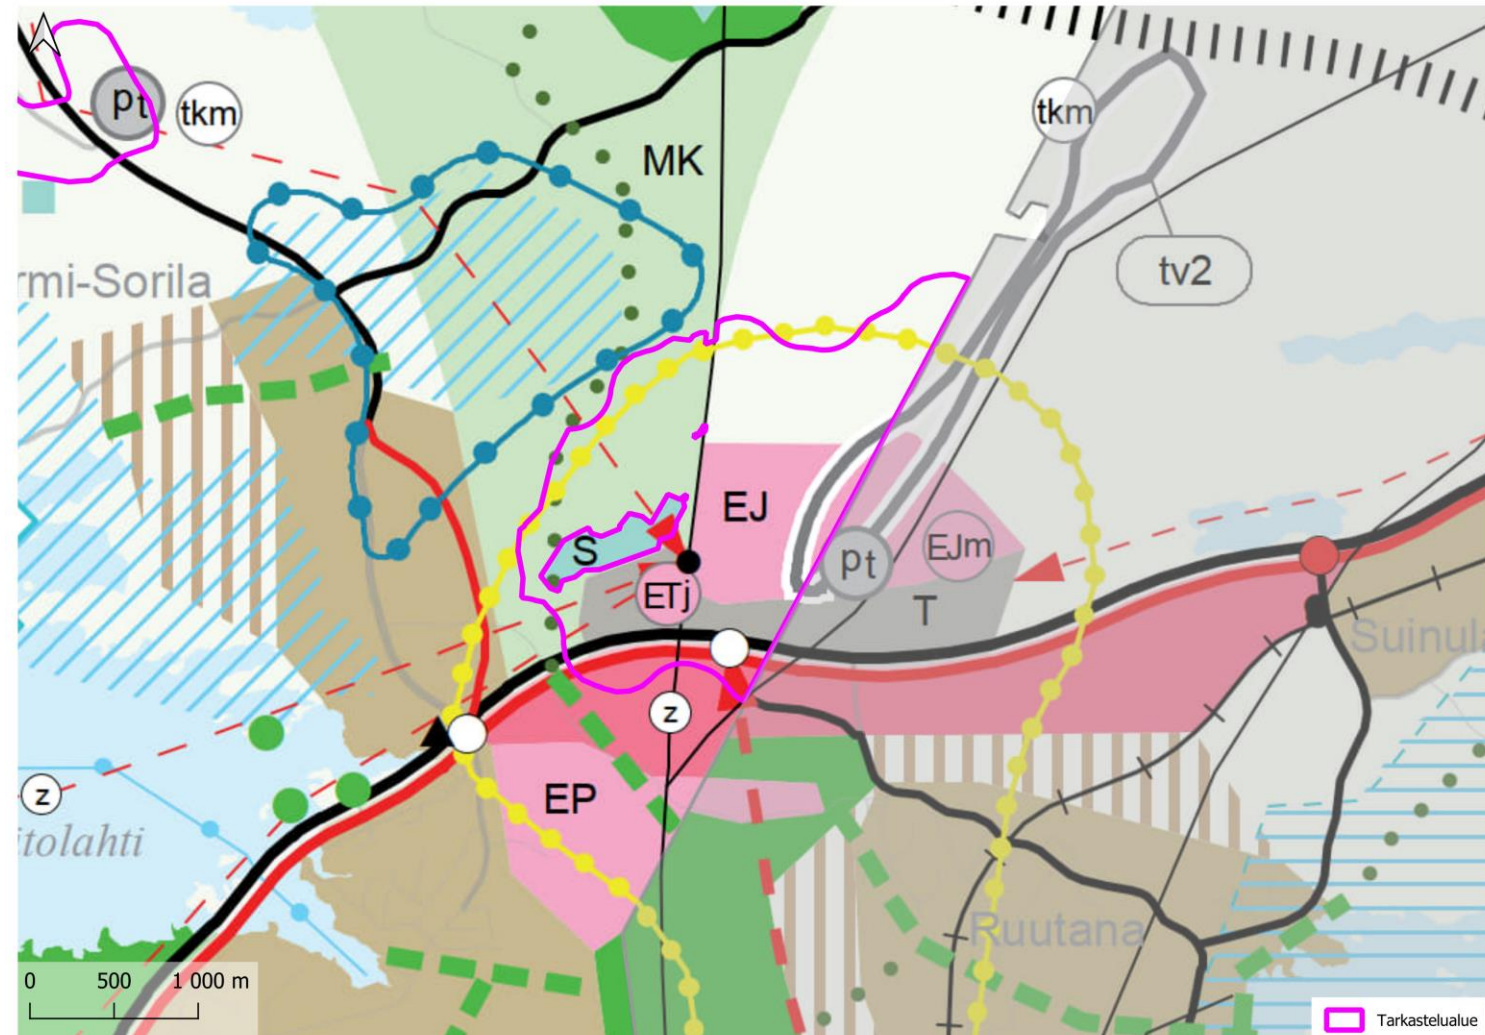 pt
tkm
tkm
MK
rmi-Sorila
tv2
EJ
S
EJm
pt
ETj
T
Suinula
z
EP
z
itolahti
Ruutana
0 500 1 000 m
Tarkastelualue